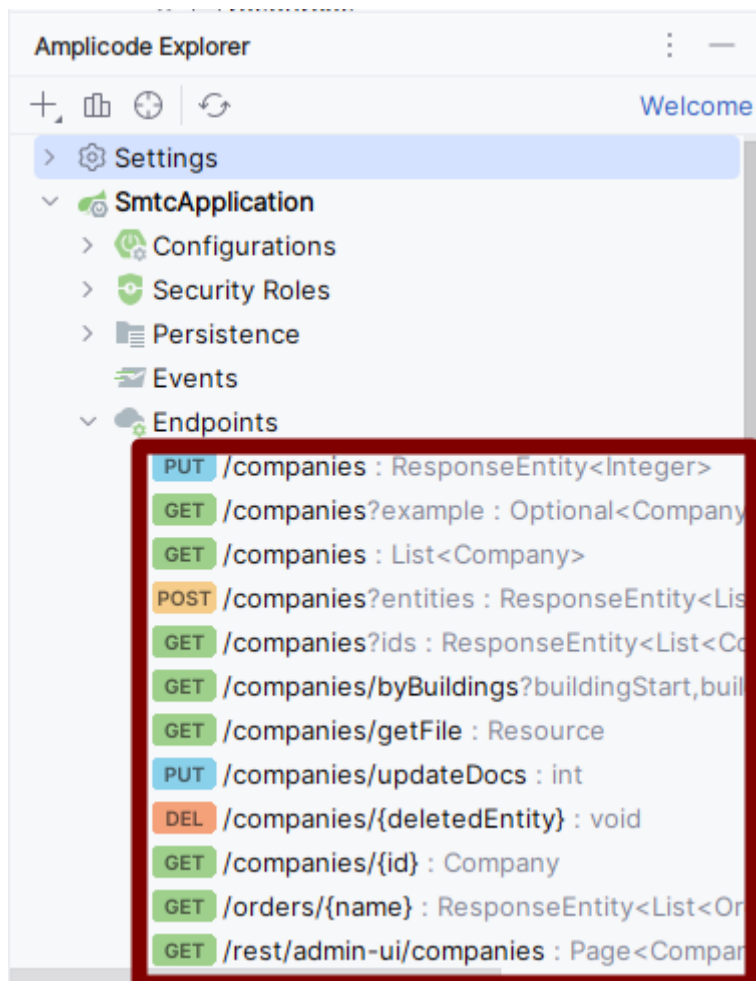 Amplicode Explorer
Welcome
Settings
SmtcApplication
Configurations
Security Roles
Persistence
Events
Endpoints
PUT /companies : ResponseEntity<Integer>
GET /companies?example : Optional<Company
GET /companies : List<Company>
POST /companies?entities : ResponseEntity<Lis
GET /companies?ids : ResponseEntity<List<Co
GET /companies/byBuildings?buildingStart,buil
GET /companies/getFile : Resource
PUT /companies/updateDocs : int
DEL /companies/{deletedEntity} : void
GET /companies/{id} : Company
GET /orders/{name} : ResponseEntity<List<Or
GET /rest/admin-ui/companies : Page<Compar